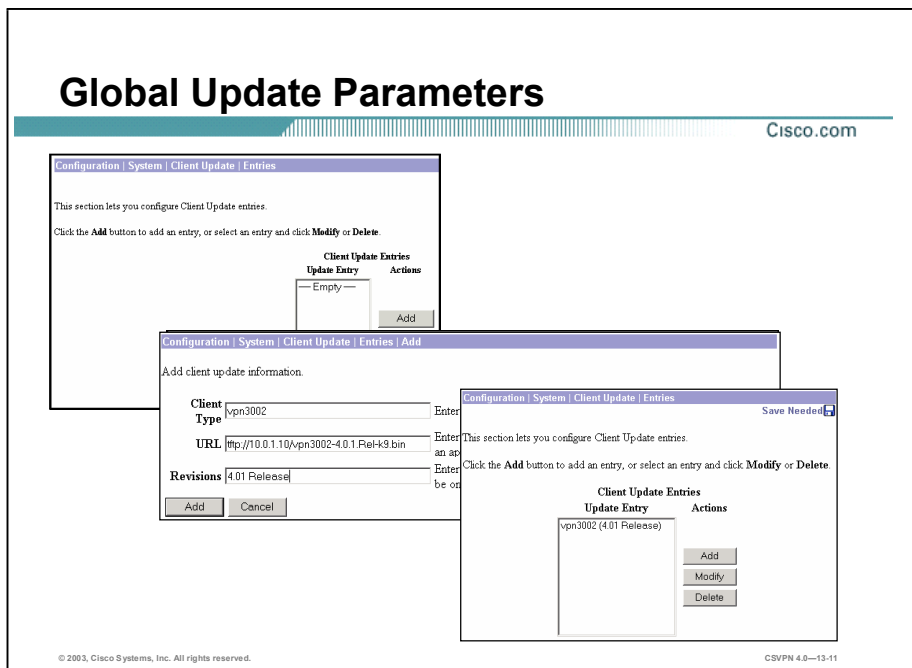 Global Update Parameters
Cisco.com
Configuration | System | Client Update | Entries
This section lets you configure Client Update entries.
Click the Add button to add an entry, or select an entry and click Modify or Delete.
Client Update Entries
Update Entry Actions
— Empty —
Add
Configuration | System | Client Update | Entries | Add
Add client update information.
Client Type vpn3002 Enter
URL tftp://10.0.1.10/vpn3002-4.0.1.Rel-k9.bin Enter
an ap
Revisions 4.01 Release Enter
be on
Add Cancel
Configuration | System | Client Update | Entries
Save Needed
This section lets you configure Client Update entries.
Click the Add button to add an entry, or select an entry and click Modify or Delete.
Client Update Entries
Update Entry Actions
vpn3002 (4.01 Release)
Add
Modify
Delete
© 2003, Cisco Systems, Inc. All rights reserved.
CSVPN 4.0—13-11